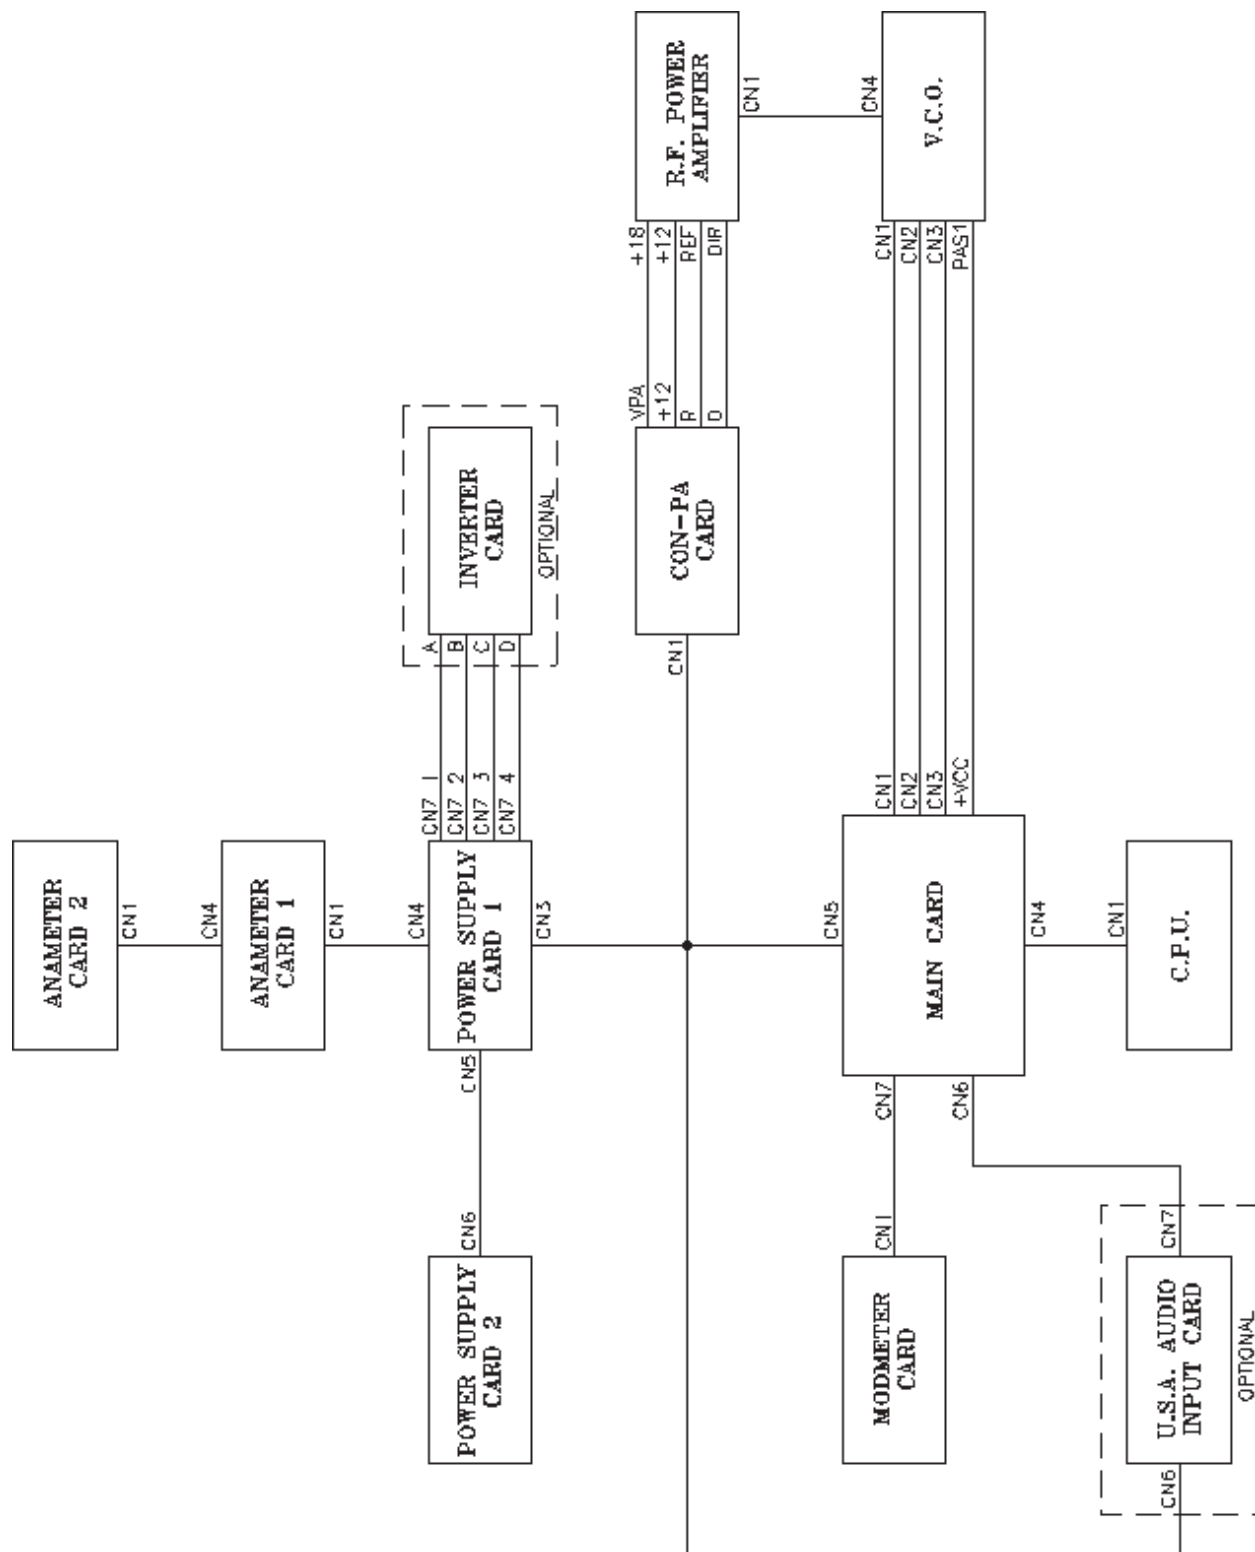 ANAMETER
CARD 2
CN1
CN4
ANAMETER
CARD 1
CN1
CN4
POWER SUPPLY
CARD 1
CN5
CN3
CN7 1
CN7 2
CN7 3
CN7 4
A
B
C
D
INVERTER
CARD
OPTIONAL
CN6
POWER SUPPLY
CARD 2
CN1
CON-PA
CARD
VPA
+12
R
D
+18
+12
REF
DIR
R.F. POWER
AMPLIFIER
CN1
CN4
V.C.O.
CN1
CN2
CN3
PAS1
CN1
CN2
CN3
+VCC
CN5
MAIN CARD
CN4
CN7
CN6
CN1
C.P.U.
CN1
MODMETER
CARD
CN7
U.S.A. AUDIO
INPUT CARD
CN6
OPTIONAL